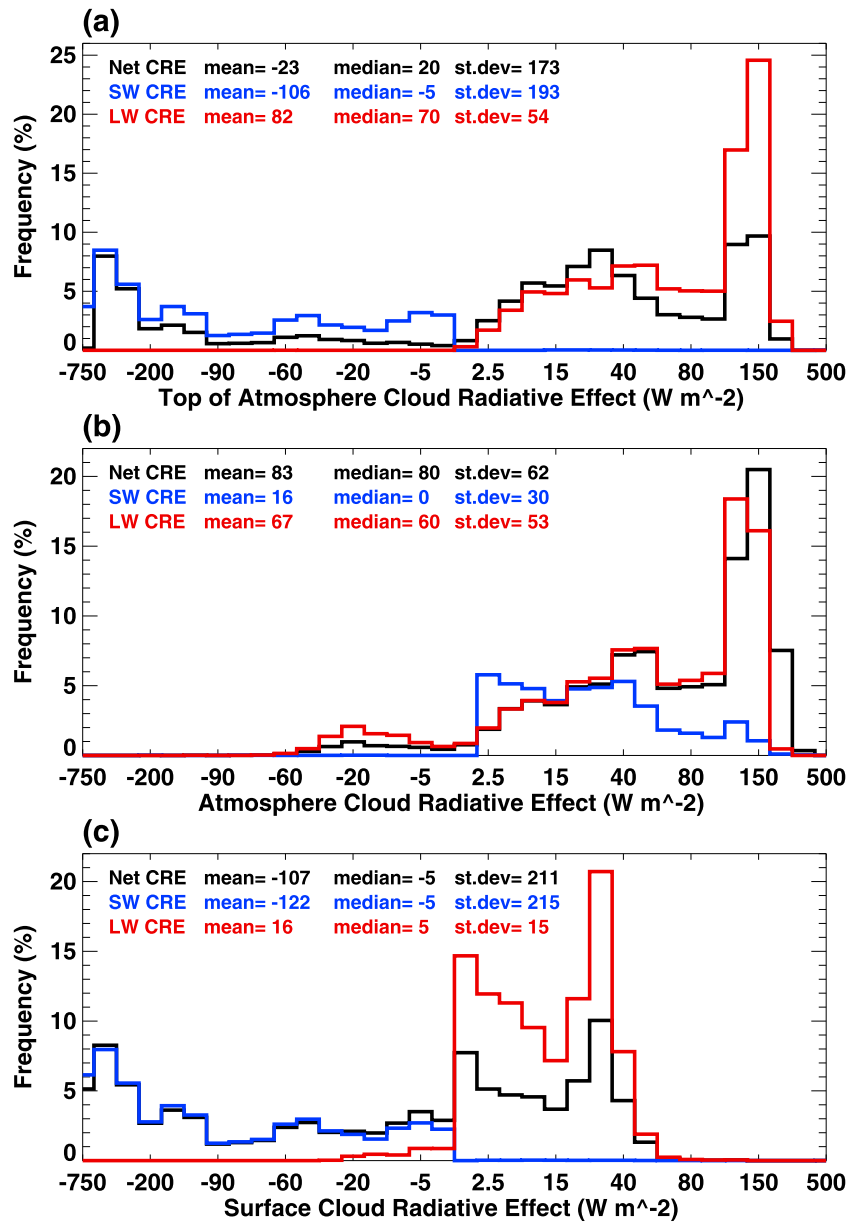 (a)
25
20
15
10
5
0
Frequency (%)
Net CRE mean= -23 median= 20 st.dev= 173
SW CRE mean= -106 median= -5 st.dev= 193
LW CRE mean= 82 median= 70 st.dev= 54
-750 -200 -90 -60 -20 -5 2.5 15 40 80 150 500
Top of Atmosphere Cloud Radiative Effect (W m^-2)
(b)
20
15
10
5
0
Frequency (%)
Net CRE mean= 83 median= 80 st.dev= 62
SW CRE mean= 16 median= 0 st.dev= 30
LW CRE mean= 67 median= 60 st.dev= 53
-750 -200 -90 -60 -20 -5 2.5 15 40 80 150 500
Atmosphere Cloud Radiative Effect (W m^-2)
(c)
20
15
10
5
0
Frequency (%)
Net CRE mean= -107 median= -5 st.dev= 211
SW CRE mean= -122 median= -5 st.dev= 215
LW CRE mean= 16 median= 5 st.dev= 15
-750 -200 -90 -60 -20 -5 2.5 15 40 80 150 500
Surface Cloud Radiative Effect (W m^-2)